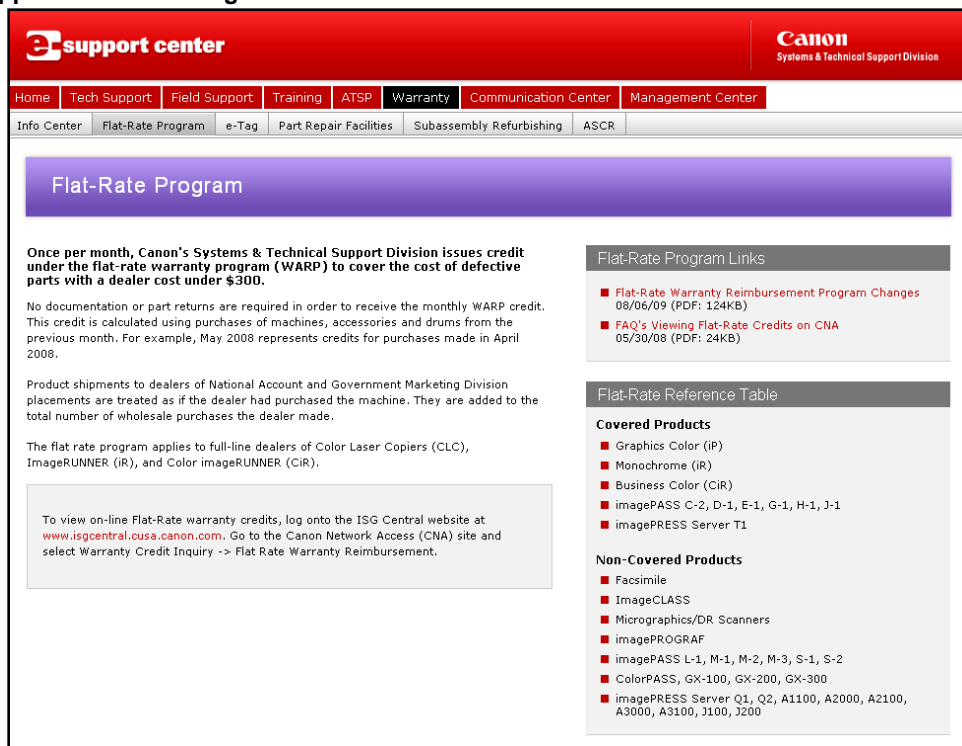 e-support center
Canon
Systems & Technical Support Division
Home Tech Support Field Support Training ATSP Warranty Communication Center Management Center
Info Center Flat-Rate Program e-Tag Part Repair Facilities Subassembly Refurbishing ASCR
Flat-Rate Program
Once per month, Canon's Systems & Technical Support Division issues credit
under the flat-rate warranty program (WARP) to cover the cost of defective
parts with a dealer cost under $300.
No documentation or part returns are required in order to receive the monthly WARP credit.
This credit is calculated using purchases of machines, accessories and drums from the
previous month. For example, May 2008 represents credits for purchases made in April
2008.
Product shipments to dealers of National Account and Government Marketing Division
placements are treated as if the dealer had purchased the machine. They are added to the
total number of wholesale purchases the dealer made.
The flat rate program applies to full-line dealers of Color Laser Copiers (CLC),
ImageRUNNER (iR), and Color imageRUNNER (CiR).
To view on-line Flat-Rate warranty credits, log onto the ISG Central website at
www.isgcentral.cusa.canon.com. Go to the Canon Network Access (CNA) site and
select Warranty Credit Inquiry -> Flat Rate Warranty Reimbursement.
Flat-Rate Program Links
Flat-Rate Warranty Reimbursement Program Changes
08/06/09 (PDF: 124KB)
FAQ's Viewing Flat-Rate Credits on CNA
05/30/08 (PDF: 24KB)
Flat-Rate Reference Table
Covered Products
Graphics Color (iP)
Monochrome (iR)
Business Color (CiR)
imagePASS C-2, D-1, E-1, G-1, H-1, J-1
imagePRESS Server T1
Non-Covered Products
Facsimile
ImageCLASS
Micrographics/DR Scanners
imagePROGRAF
imagePASS L-1, M-1, M-2, M-3, S-1, S-2
ColorPASS, GX-100, GX-200, GX-300
imagePRESS Server Q1, Q2, A1100, A2000, A2100,
A3000, A3100, J100, J200